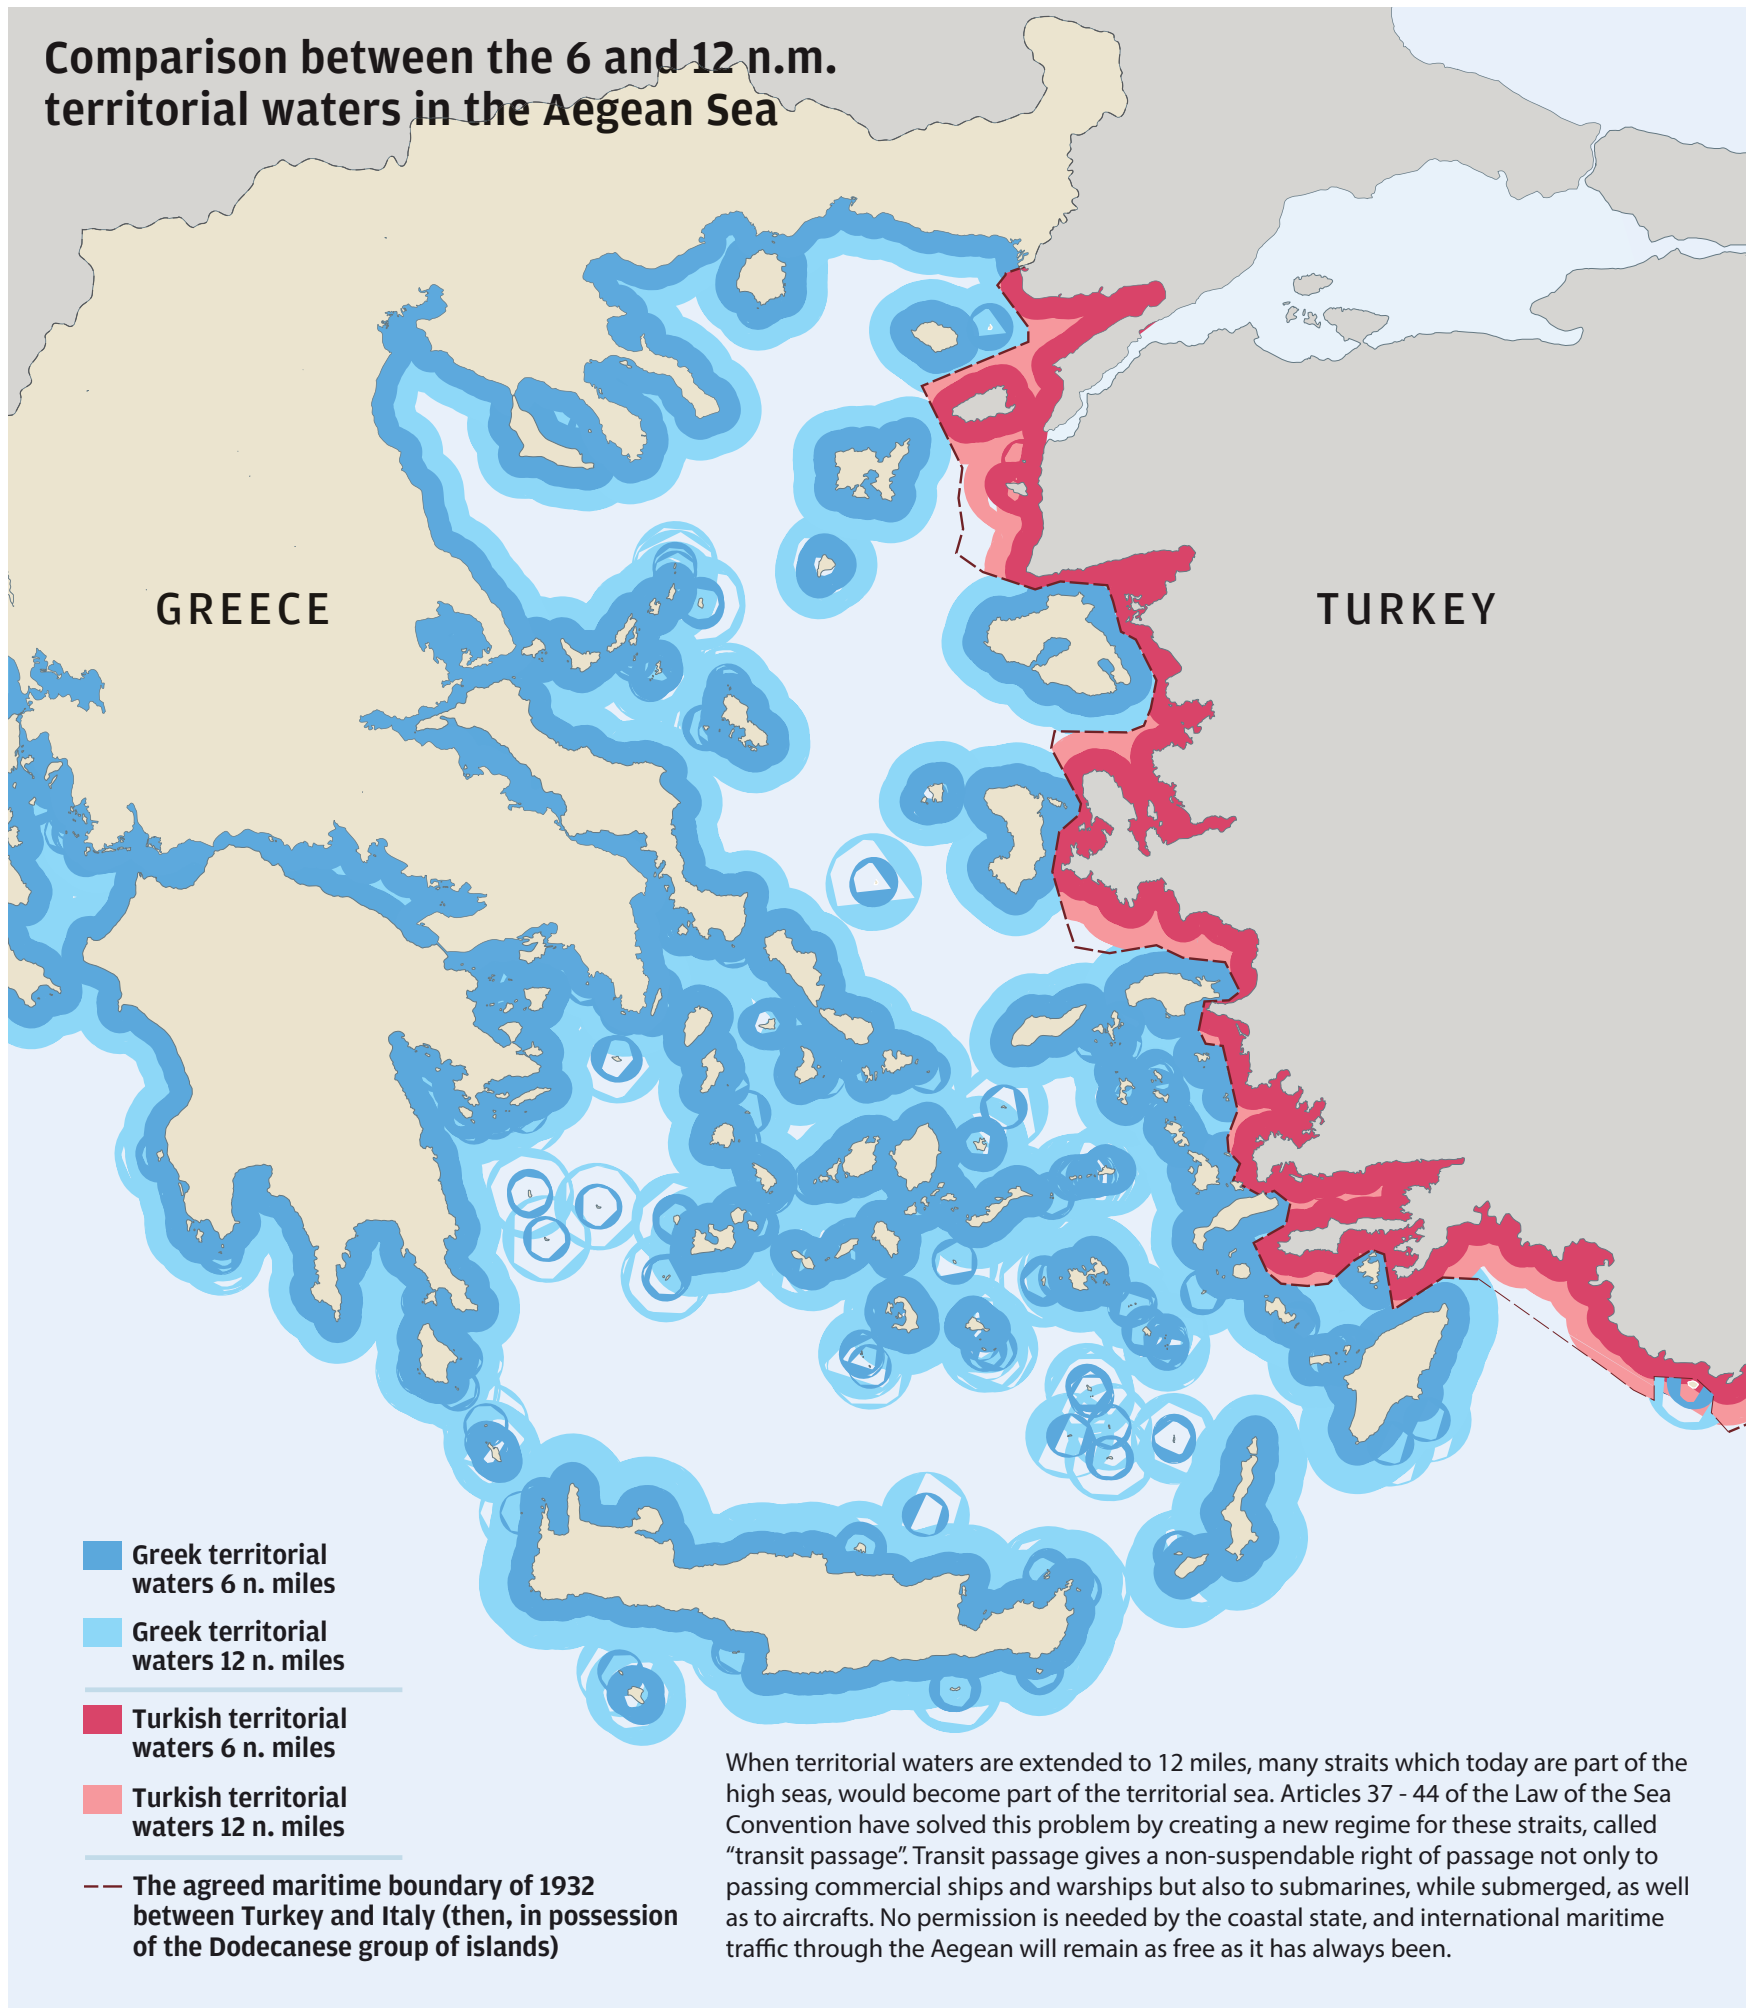 Comparison between the 6 and 12 n.m.
territorial waters in the Aegean Sea
GREECE
TURKEY
Greek territorial
waters 6 n. miles
Greek territorial
waters 12 n. miles
Turkish territorial
waters 6 n. miles
Turkish territorial
waters 12 n. miles
The agreed maritime boundary of 1932
between Turkey and Italy (then, in possession
of the Dodecanese group of islands)
When territorial waters are extended to 12 miles, many straits which today are part of the
high seas, would become part of the territorial sea. Articles 37 - 44 of the Law of the Sea
Convention have solved this problem by creating a new regime for these straits, called
“transit passage”. Transit passage gives a non-suspendable right of passage not only to
passing commercial ships and warships but also to submarines, while submerged, as well
as to aircrafts. No permission is needed by the coastal state, and international maritime
traffic through the Aegean will remain as free as it has always been.